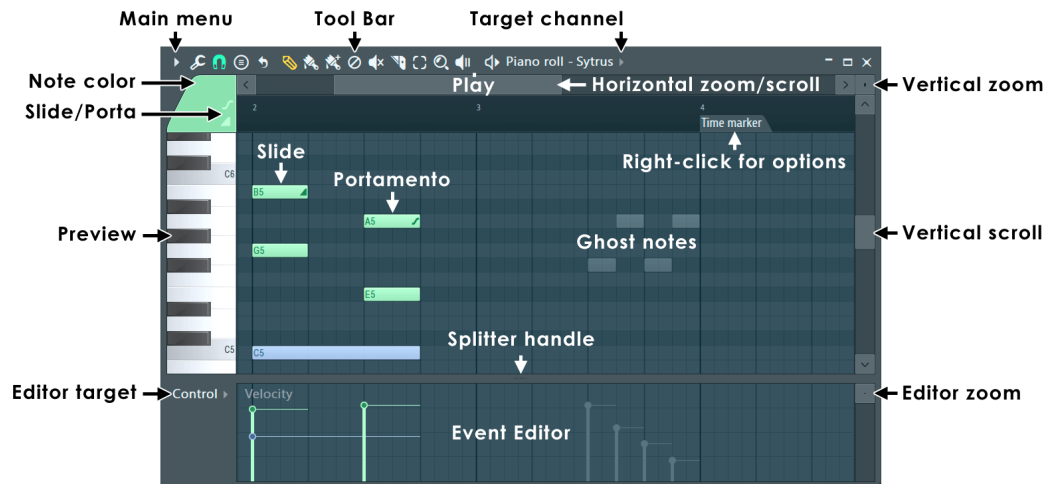 Main menu
Tool Bar
Target channel
Piano roll - Sytrus
Note color
Play
Horizontal zoom/scroll
Vertical zoom
Slide/Porta
2
3
4
Time marker
Slide
Right-click for options
C6
Portamento
B5
A5
Preview
Ghost notes
Vertical scroll
G5
E5
Splitter handle
C5
C5
Editor target
Control
Velocity
Editor zoom
Event Editor